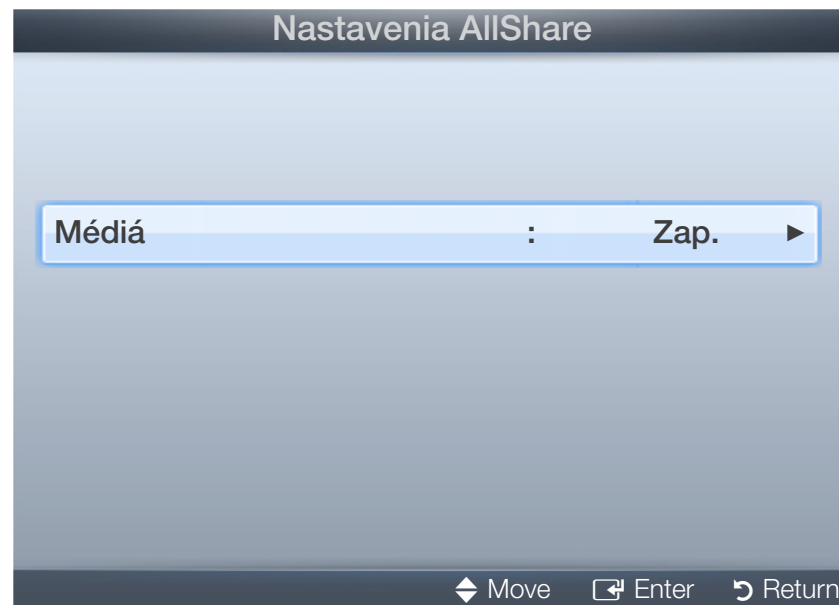 Nastavenia AllShare
Médiá : Zap. ►
Move Enter Return